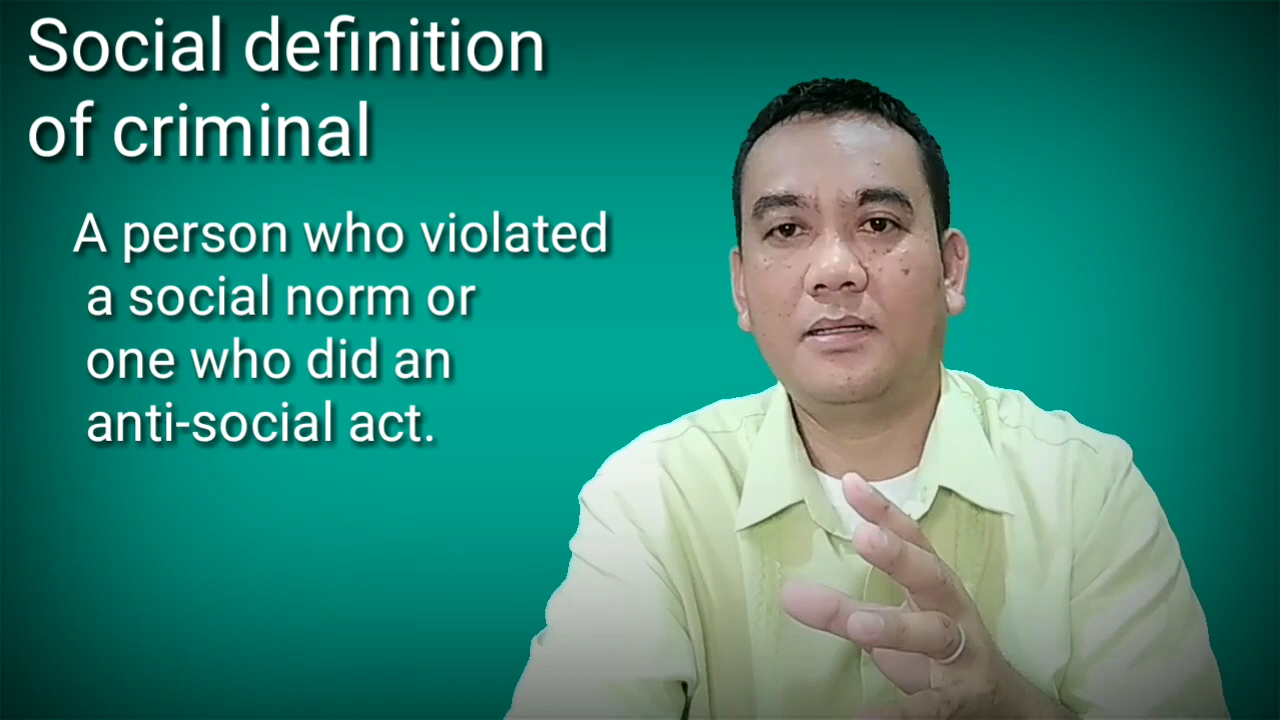 Social definition
of criminal
A person who violated
a social norm or
one who did an
anti-social act.